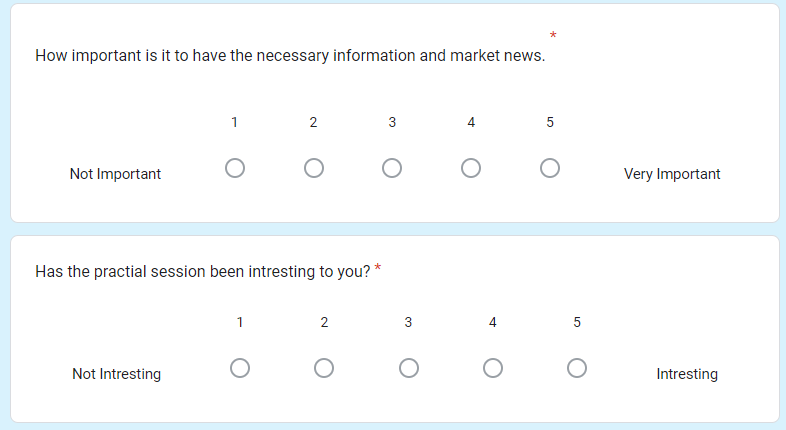 How important is it to have the necessary information and market news. *
1 2 3 4 5
Not Important Very Important
Has the practial session been intresting to you? *
1 2 3 4 5
Not Intresting Intresting